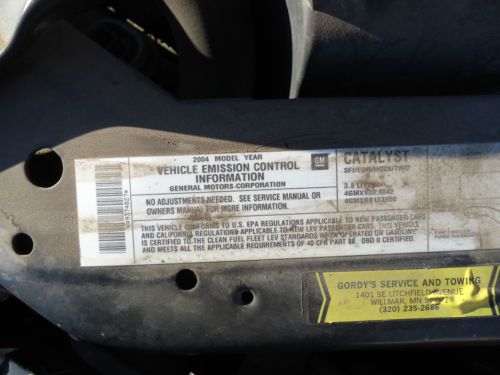 2004 MODEL YEAR
VEHICLE EMISSION CONTROL
INFORMATION
GENERAL MOTORS CORPORATION
NO ADJUSTMENTS NEEDED. SEE SERVICE MANUAL OR
OWNERS MANUAL FOR MORE INFORMATION.
THIS VEHICLE CONFORMS TO U.S. EPA REGULATIONS APPLICABLE TO NEW PASSENGER CARS
AND CALIFORNIA REGULATIONS APPLICABLE TO NEW LEV PASSENGER CARS. THIS VEHICLE
IS CERTIFIED TO THE CLEAN FUEL FLEET LEV STANDARDS WHEN OPERATED ON GASOLINE
AND MEETS ALL THE APPLICABLE REQUIREMENTS OF 40 CFR PART 88. OBD II CERTIFIED.
GM
CATALYST
3.8
GORDY'S SERVICE AND TOWING
1401 SE LITCHFIELD AVENUE
WILLMAR, MN
(320) 235-2686